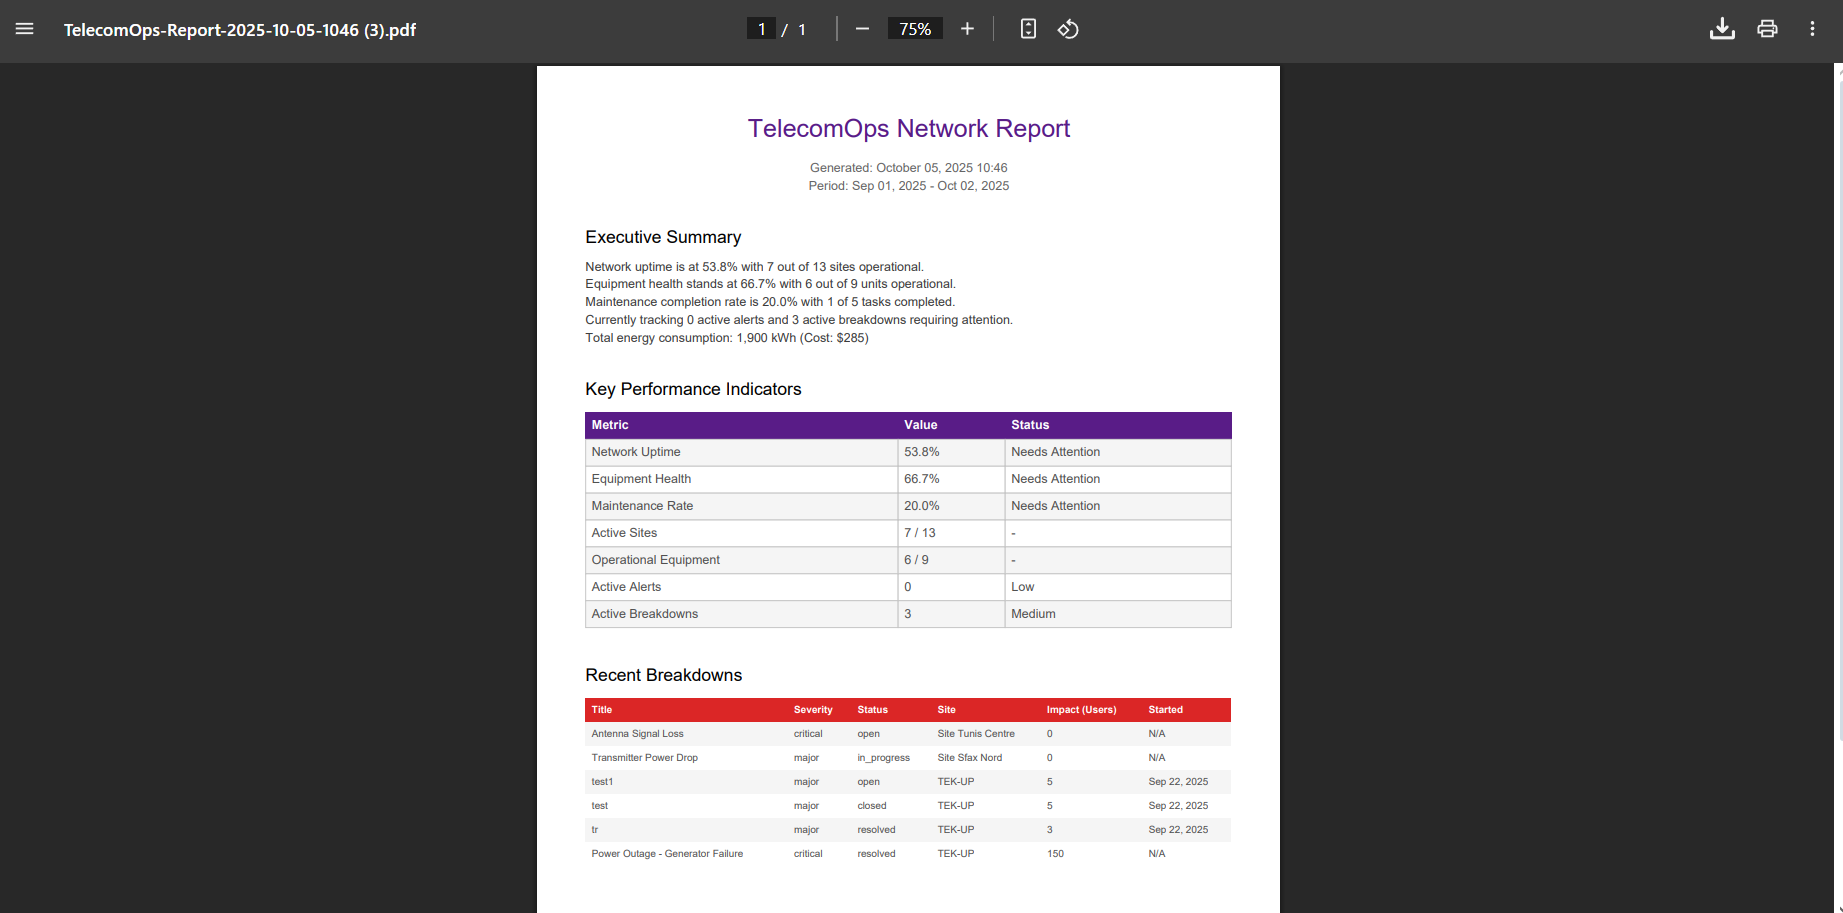 TelecomOps-Report-2025-10-05-1046 (3).pdf
1 / 1
75%
TelecomOps Network Report
Generated: October 05, 2025 10:46
Period: Sep 01, 2025 - Oct 02, 2025
Executive Summary
Network uptime is at 53.8% with 7 out of 13 sites operational.
Equipment health stands at 66.7% with 6 out of 9 units operational.
Maintenance completion rate is 20.0% with 1 of 5 tasks completed.
Currently tracking 0 active alerts and 3 active breakdowns requiring attention.
Total energy consumption: 1,900 kWh (Cost: $285)
Key Performance Indicators
Metric Value Status
Network Uptime 53.8% Needs Attention
Equipment Health 66.7% Needs Attention
Maintenance Rate 20.0% Needs Attention
Active Sites 7 / 13 -
Operational Equipment 6 / 9 -
Active Alerts 0 Low
Active Breakdowns 3 Medium
Recent Breakdowns
Title Severity Status Site Impact (Users) Started
Antenna Signal Loss critical open Site Tunis Centre 0 N/A
Transmitter Power Drop major in_progress Site Sfax Nord 0 N/A
test1 major open TEK-UP 5 Sep 22, 2025
test major closed TEK-UP 5 Sep 22, 2025
tr major resolved TEK-UP 3 Sep 22, 2025
Power Outage - Generator Failure critical resolved TEK-UP 150 N/A